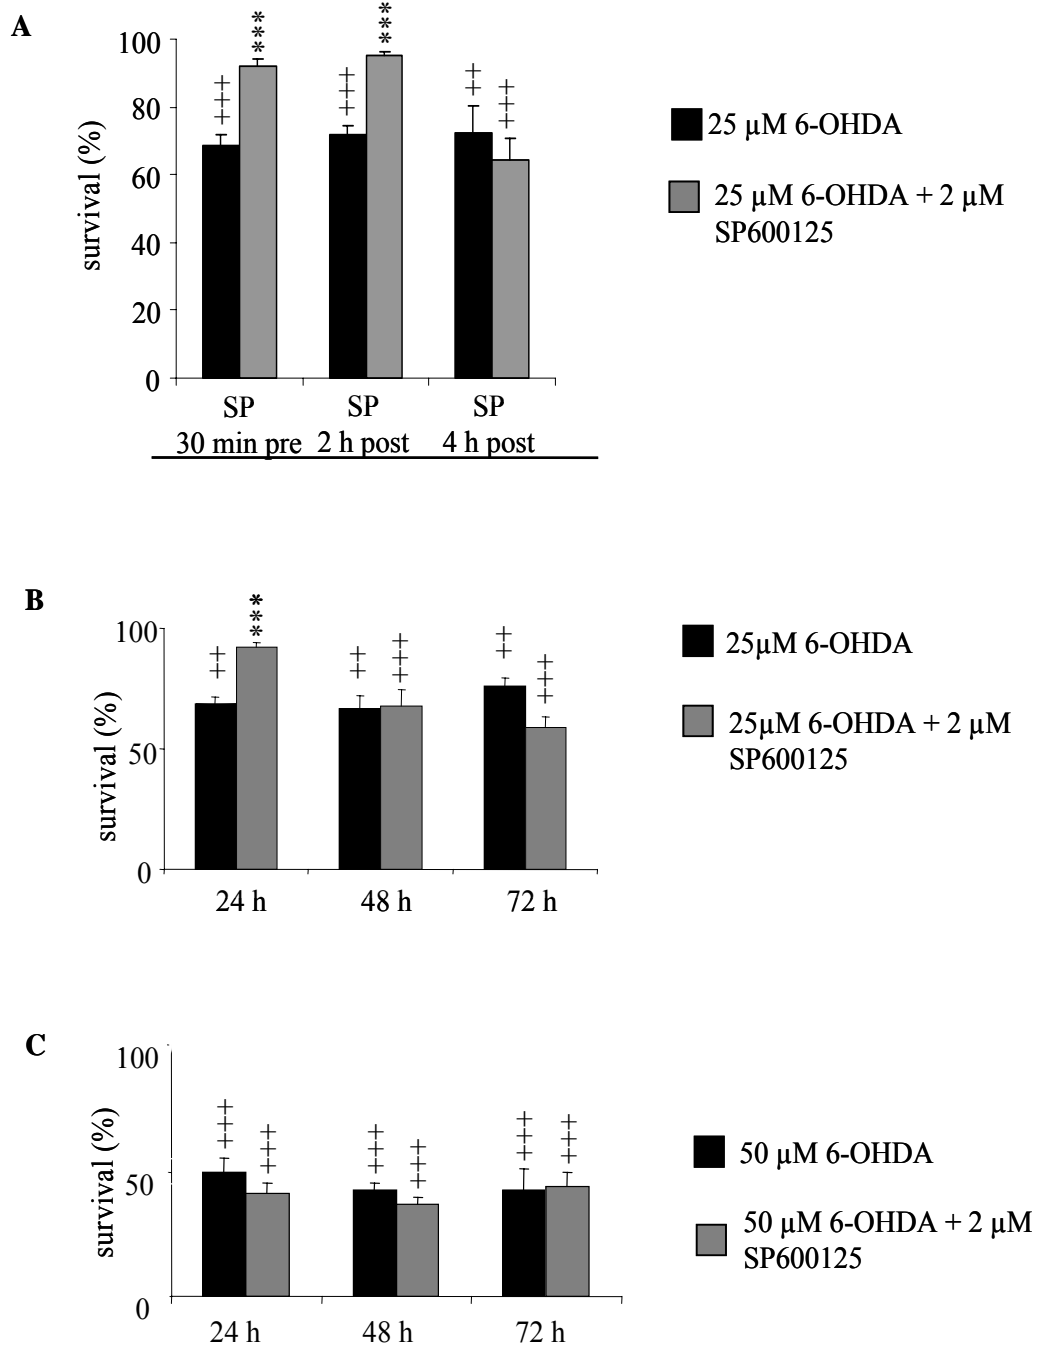 A
***
***
+++
+++
++
+++
100
80
60
40
20
0
survival (%)
SP
SP
SP
30 min pre
2 h post
4 h post
25 µM 6-OHDA
25 µM 6-OHDA + 2 µM
SP600125
B
***
++
++
+++
++
+++
100
50
0
survival (%)
24 h
48 h
72 h
25µM 6-OHDA
25µM 6-OHDA + 2 µM
SP600125
C
+++
+++
+++
+++
+++
+++
100
50
0
survival (%)
24 h
48 h
72 h
50 µM 6-OHDA
50 µM 6-OHDA + 2 µM
SP600125